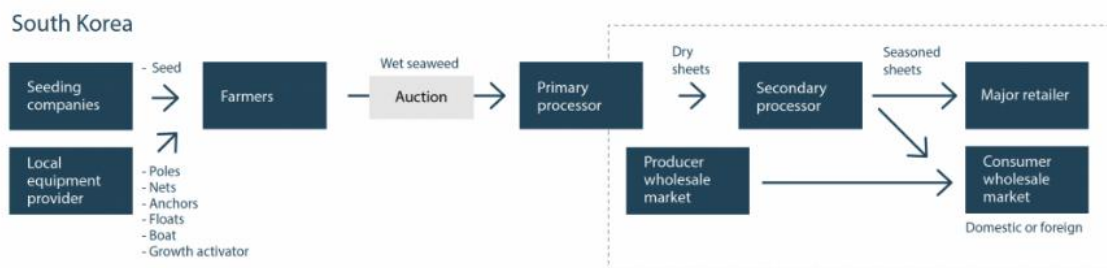 South Korea
Seeding
companies
- Seed
Local
equipment
provider
- Poles
- Nets
- Anchors
- Floats
- Boat
- Growth activator
Farmers
Wet seaweed
Auction
Primary
processor
Dry
sheets
Secondary
processor
Seasoned
sheets
Major retailer
Producer
wholesale
market
Consumer
wholesale
market
Domestic or foreign